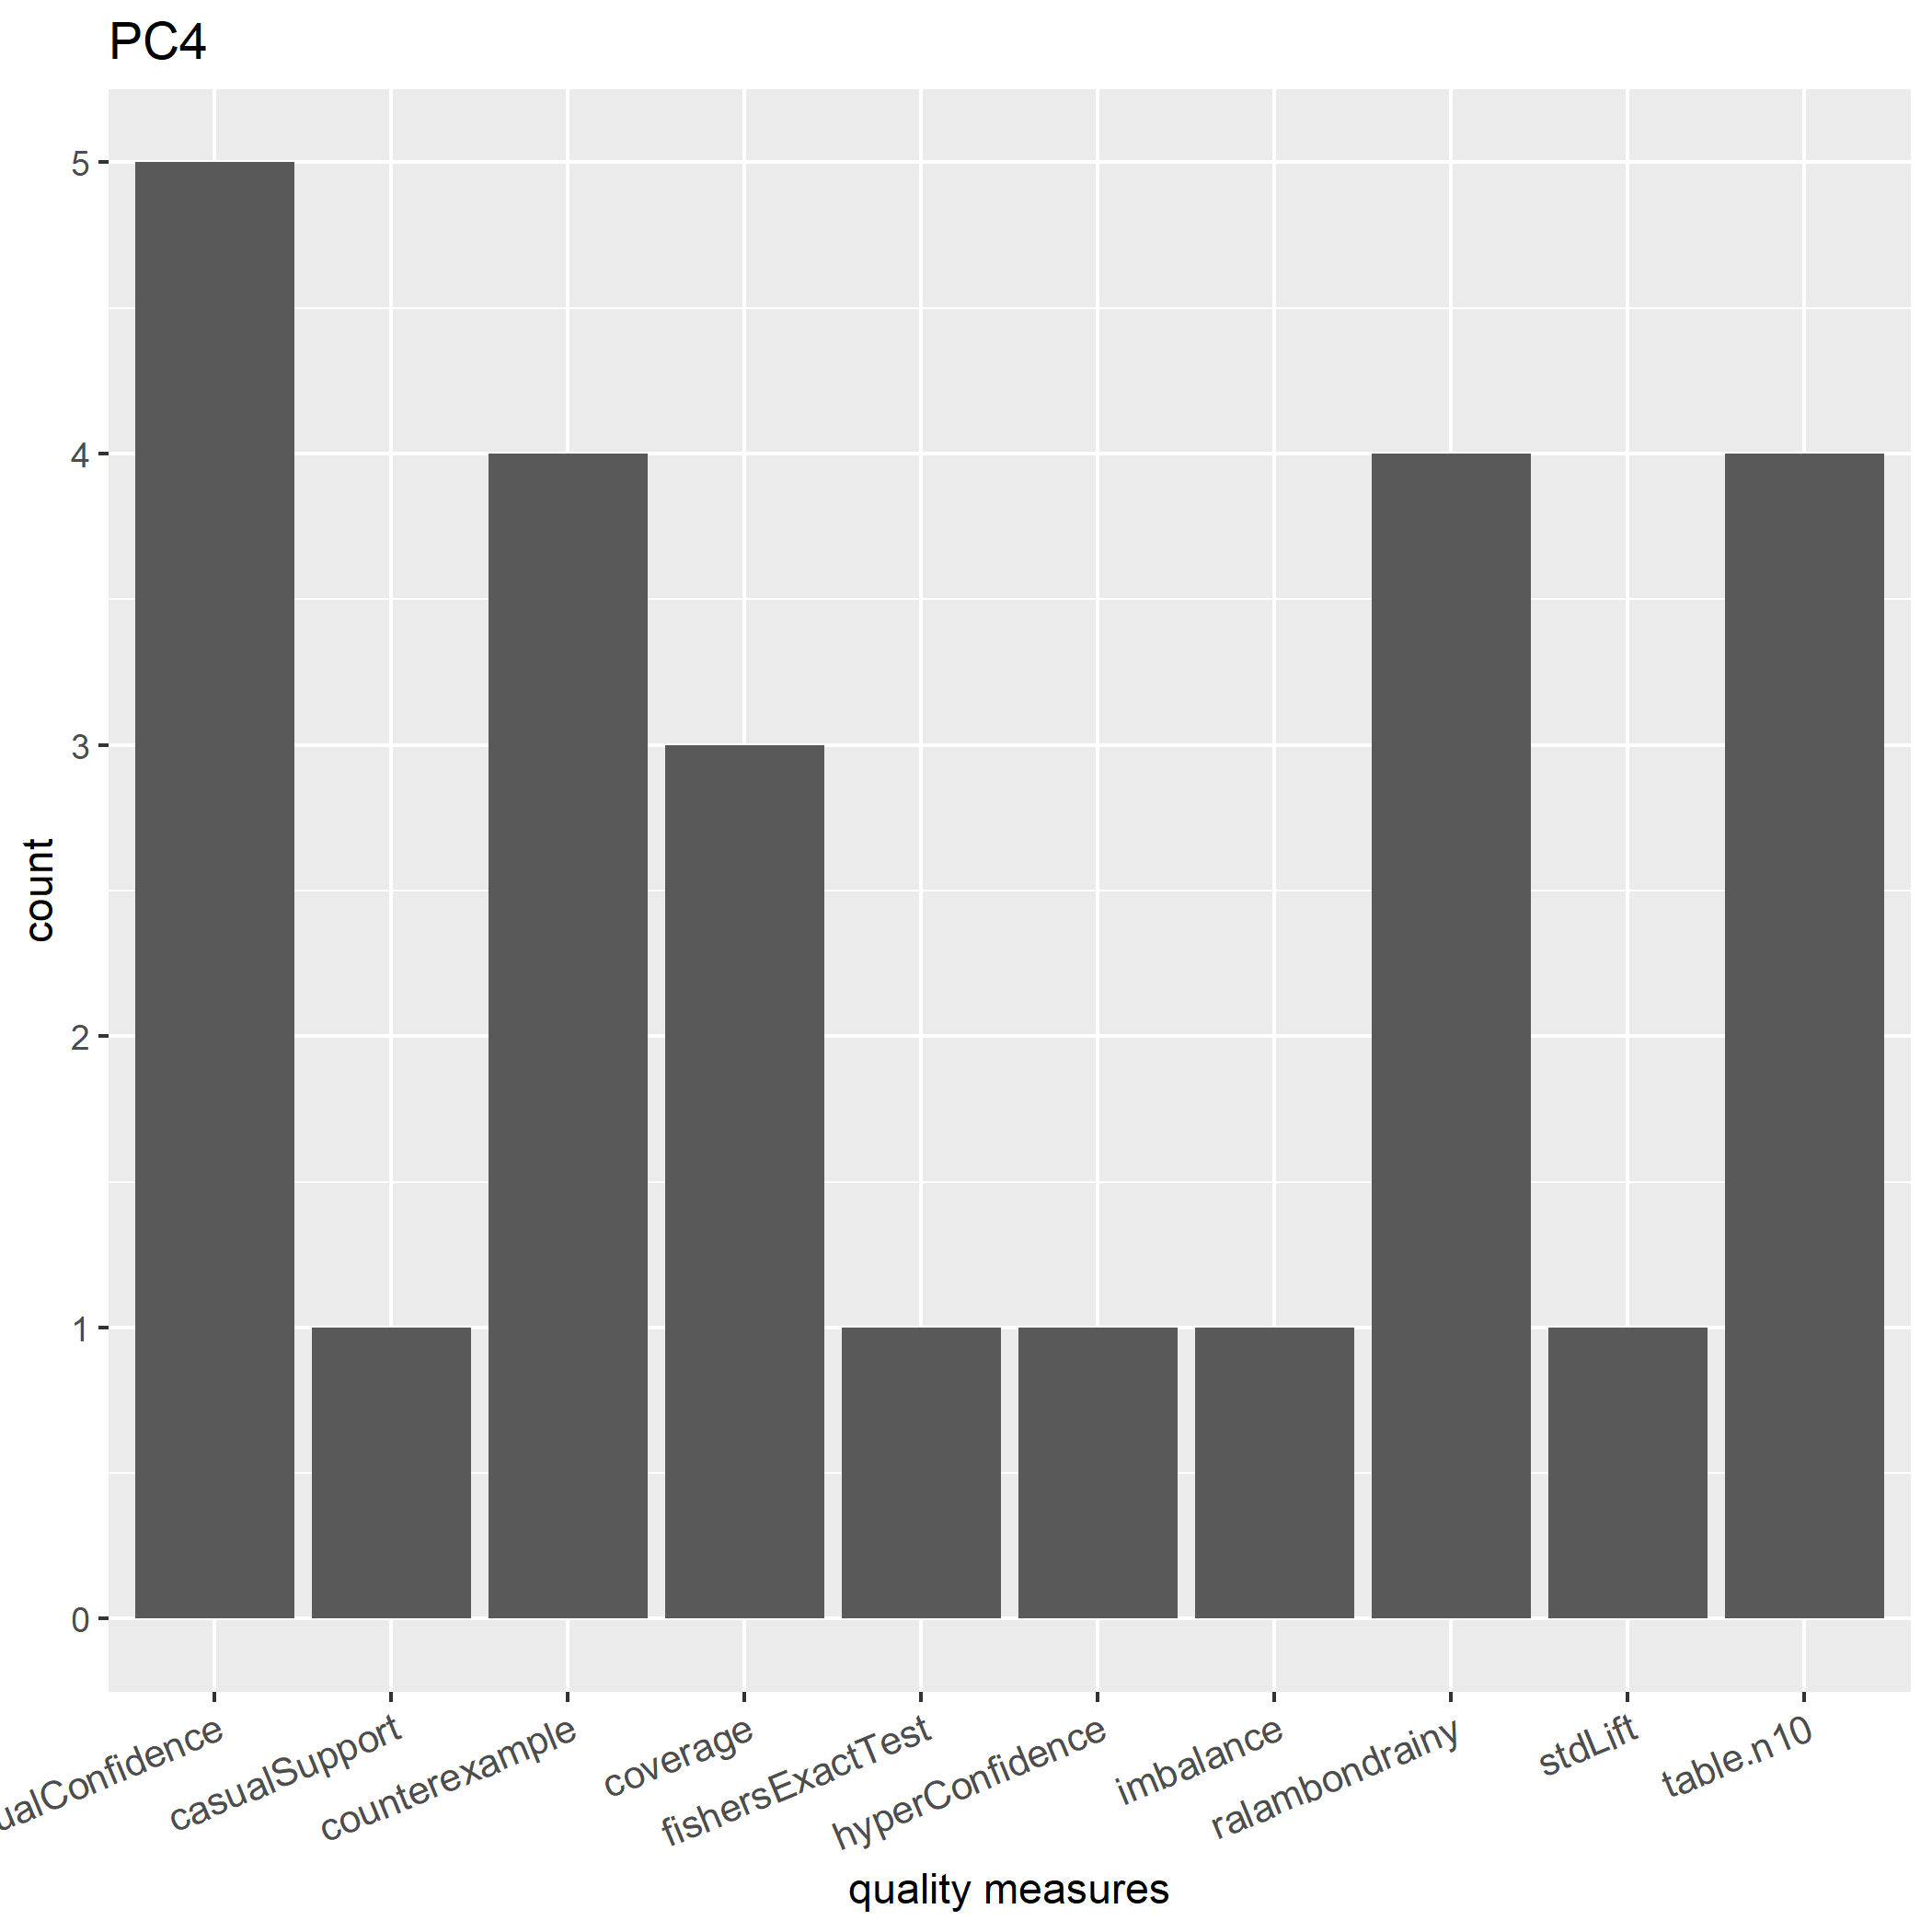 PC4
5
4
3
2
1
0
count
ualConfidence
casualSupport
counterexample
coverage
fishersExactTest
hyperConfidence
imbalance
ralambondrainy
stdLift
table.n10
quality measures